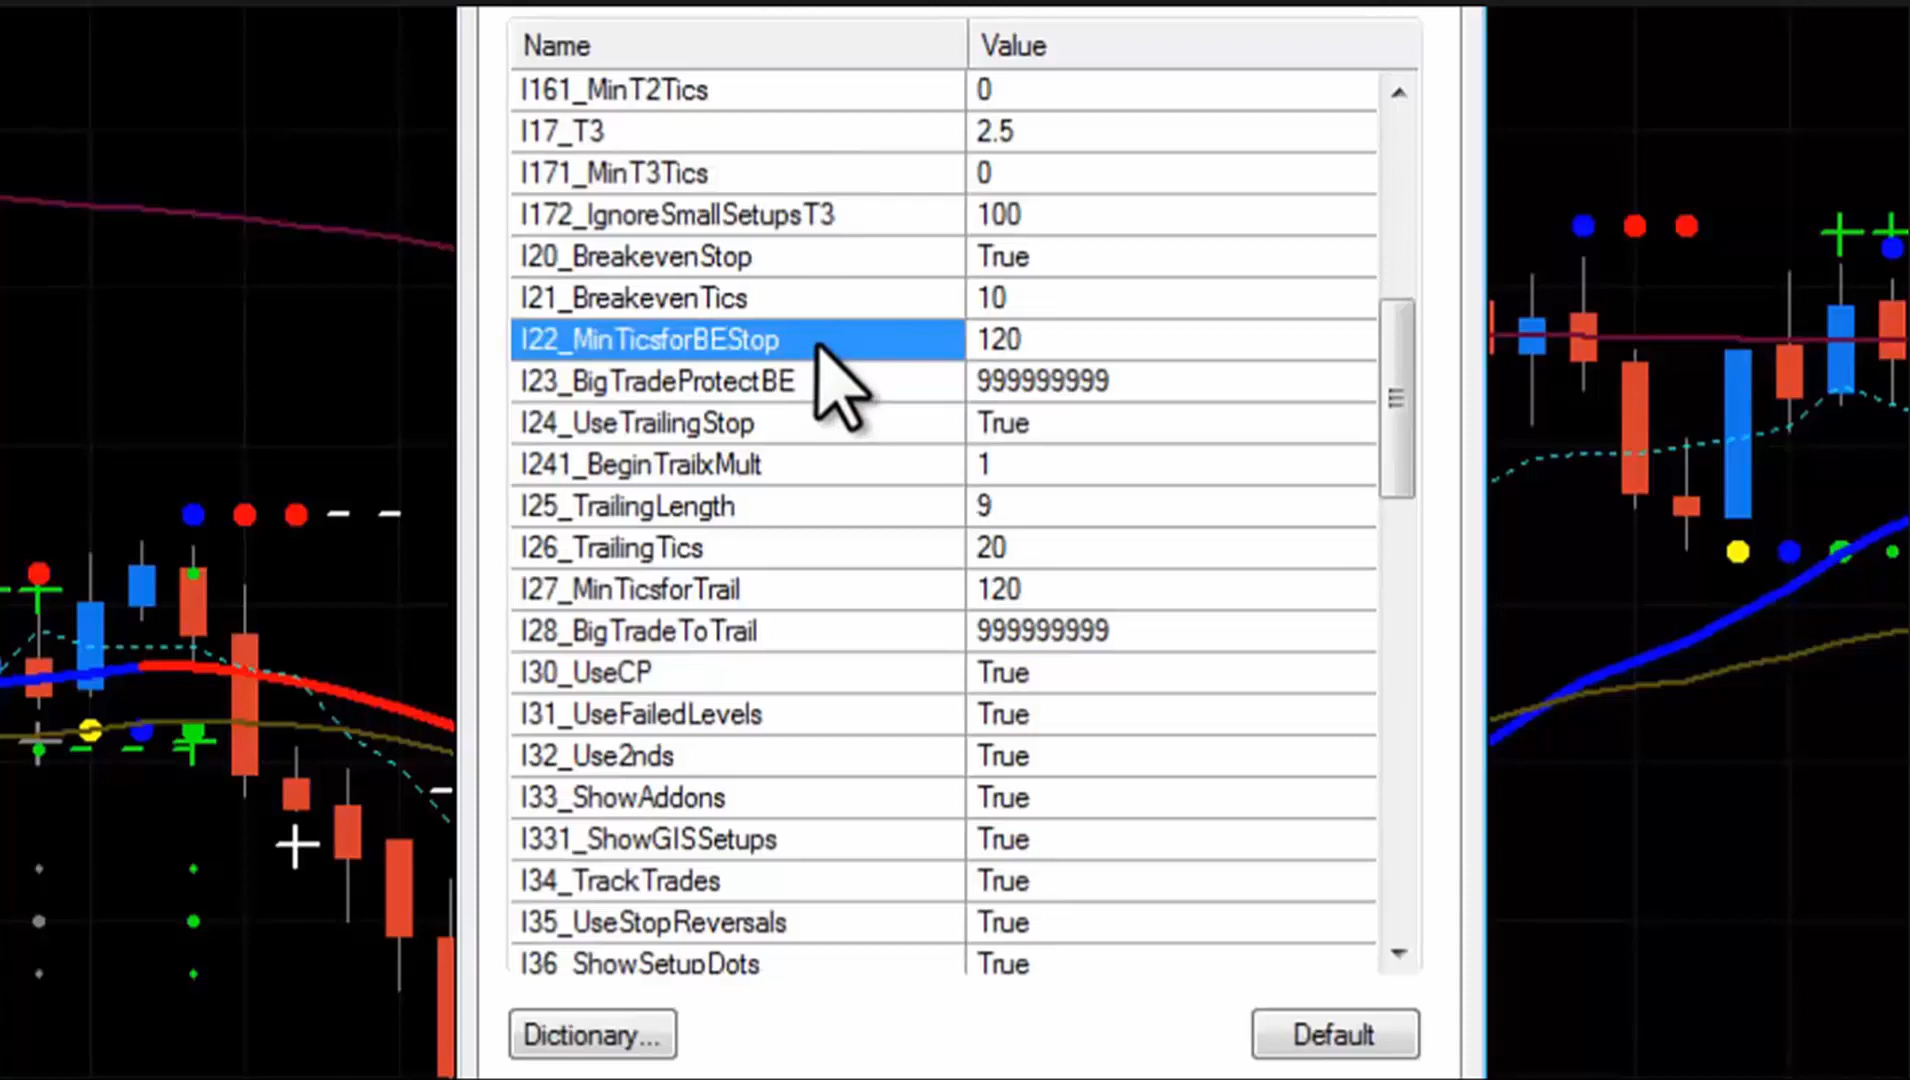 Name Value
I161_MinT2Tics 0
I17_T3 2.5
I171_MinT3Tics 0
I172_IgnoreSmallSetupsT3 100
I20_BreakevenStop True
I21_BreakevenTics 10
I22_MinTicsforBEStop 120
I23_BigTradeProtectBE 999999999
I24_UseTrailingStop True
I241_BeginTrailxMult 1
I25_TrailingLength 9
I26_TrailingTics 20
I27_MinTicsforTrail 120
I28_BigTradeToTrail 999999999
I30_UseCP True
I31_UseFailedLevels True
I32_Use2nds True
I33_ShowAddons True
I331_ShowGISSetups True
I34_TrackTrades True
I35_UseStopReversals True
I36_ShowSetupDots True
Dictionary... Default